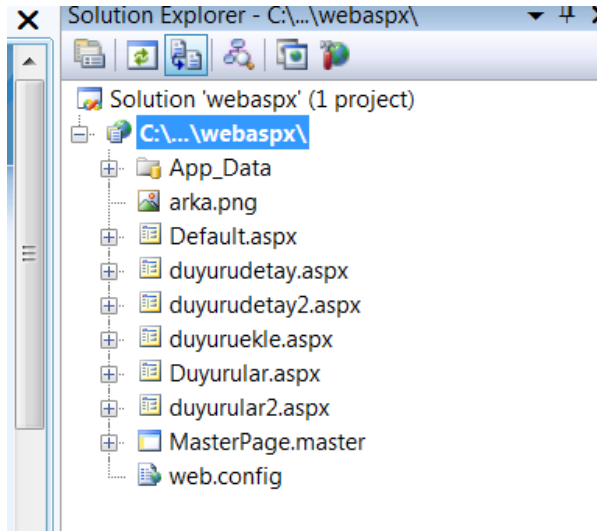 Solution Explorer - C:\...\webaspx\
Solution 'webaspx' (1 project)
C:\...\webaspx\
App_Data
arka.png
Default.aspx
duyurudetay.aspx
duyurudetay2.aspx
duyuruekle.aspx
Duyurular.aspx
duyurular2.aspx
MasterPage.master
web.config